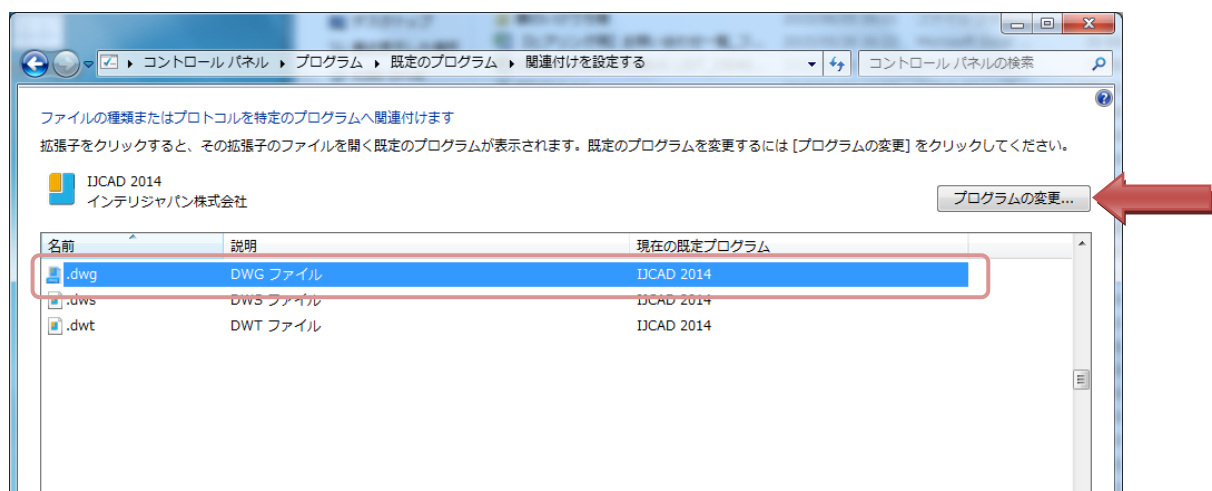 コントロール パネル ▸ プログラム ▸ 既定のプログラム ▸ 関連付けを設定する
コントロール パネルの検索
ファイルの種類またはプロトコルを特定のプログラムへ関連付けます
拡張子をクリックすると、その拡張子のファイルを開く既定のプログラムが表示されます。既定のプログラムを変更するには [プログラムの変更] をクリックしてください。
IJCAD 2014
インテリジャパン株式会社
プログラムの変更...
名前 説明 現在の既定プログラム
.dwg DWG ファイル IJCAD 2014
.dws DWS ファイル IJCAD 2014
.dwt DWT ファイル IJCAD 2014